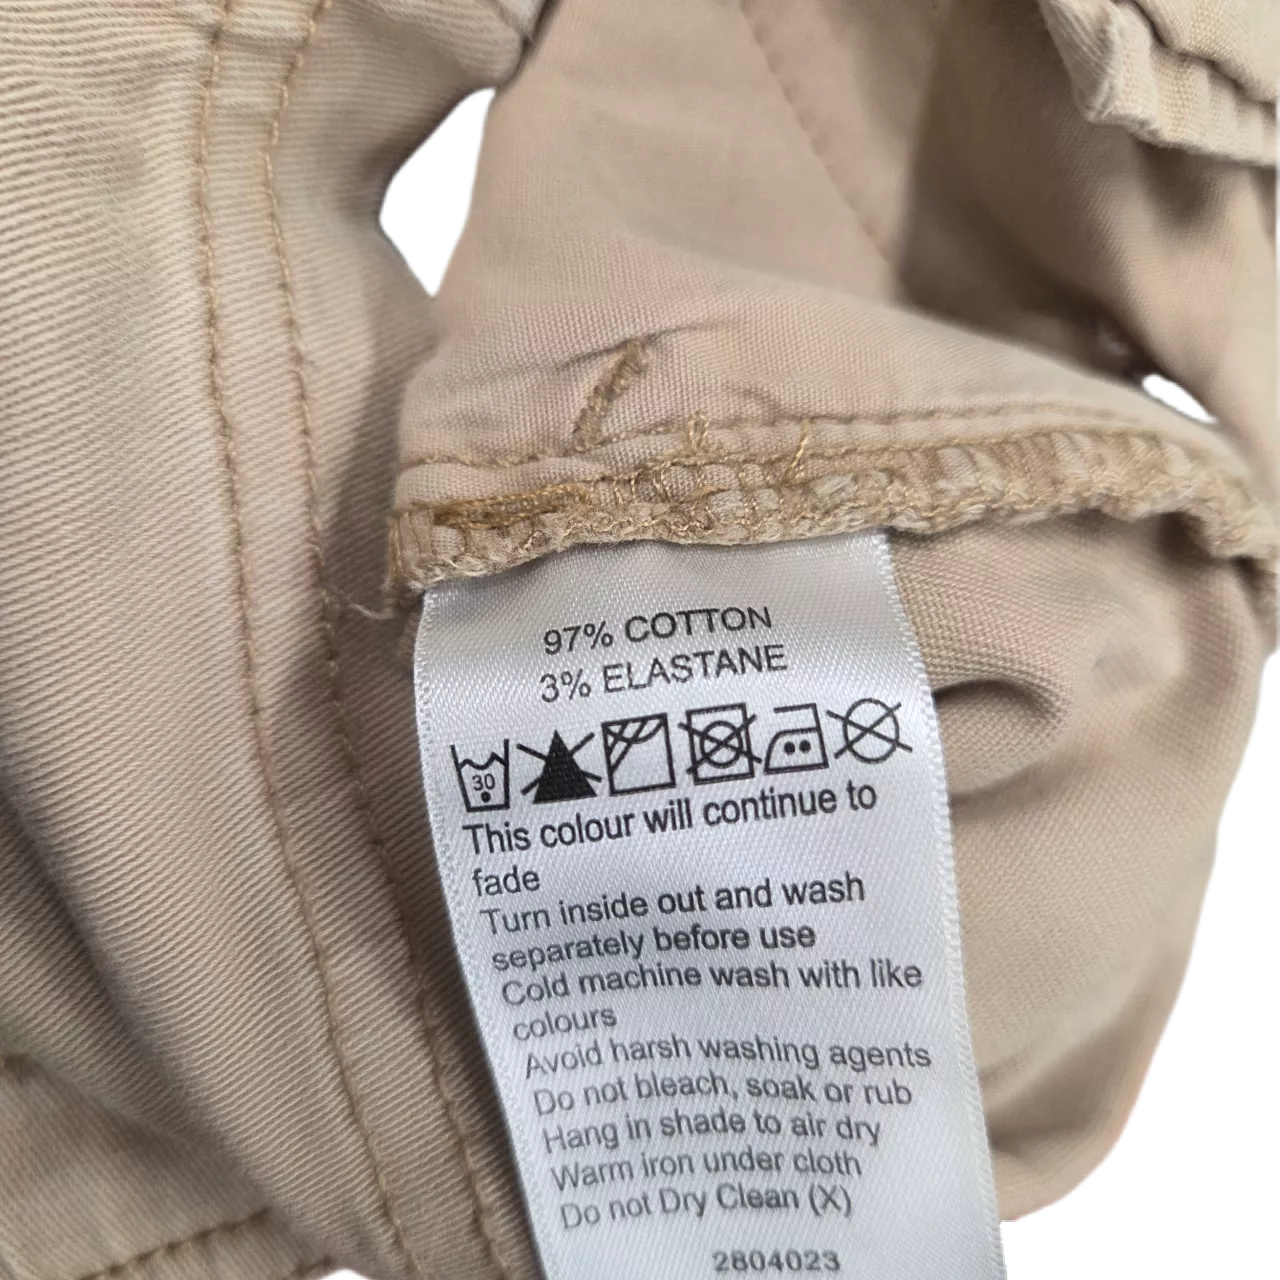 97% COTTON
3% ELASTANE
30
This colour will continue to
fade
Turn inside out and wash
separately before use
Cold machine wash with like
colours
Avoid harsh washing agents
Do not bleach, soak or rub
Hang in shade to air dry
Warm iron under cloth
Do not Dry Clean (X)
2804023